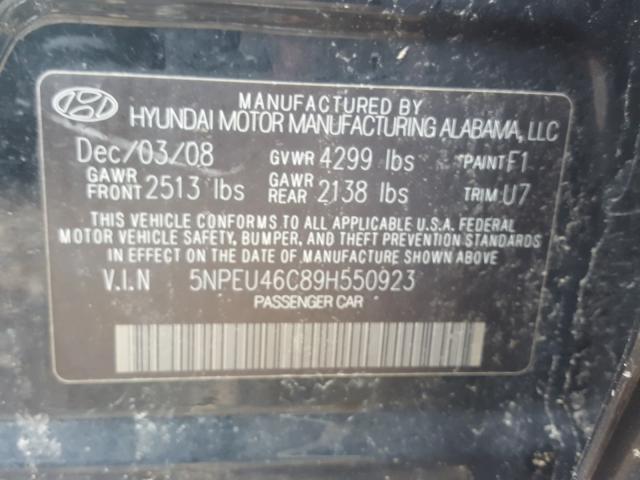 MANUFACTURED BY
HYUNDAI MOTOR MANUFACTURING ALABAMA, LLC
Dec/03/08 GVWR 4299 lbs PAINT F1
GAWR FRONT 2513 lbs GAWR REAR 2138 lbs TRIM U7
THIS VEHICLE CONFORMS TO ALL APPLICABLE U.S.A. FEDERAL
MOTOR VEHICLE SAFETY, BUMPER, AND THEFT PREVENTION STANDARDS
IN EFFECT ON THE DATE OF MANUFACTURE SHOWN ABOVE
V.I.N 5NPEU46C89H550923
PASSENGER CAR